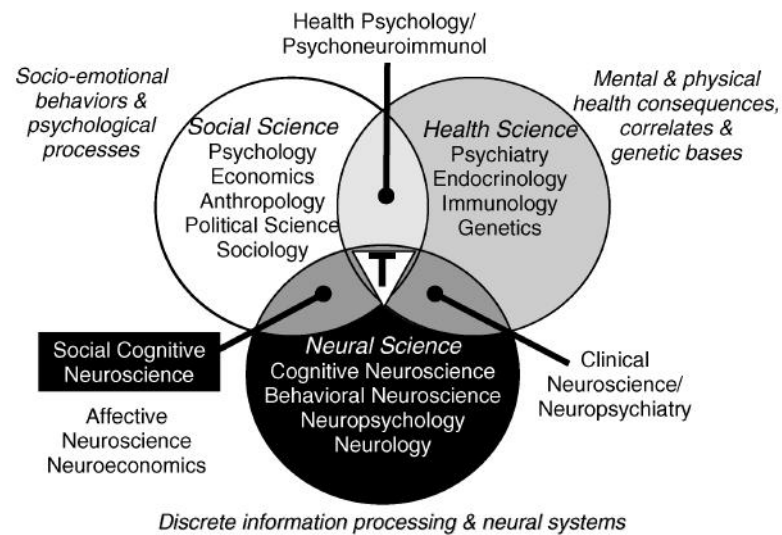 Health Psychology/
Psychoneuroimmunol
Socio-emotional
behaviors &
psychological
processes
Mental & physical
health consequences,
correlates &
genetic bases
Social Science
Psychology
Economics
Anthropology
Political Science
Sociology
Health Science
Psychiatry
Endocrinology
Immunology
Genetics
T
Social Cognitive
Neuroscience
Affective
Neuroscience
Neuroeconomics
Neural Science
Cognitive Neuroscience
Behavioral Neuroscience
Neuropsychology
Neurology
Clinical
Neuroscience/
Neuropsychiatry
Discrete information processing & neural systems